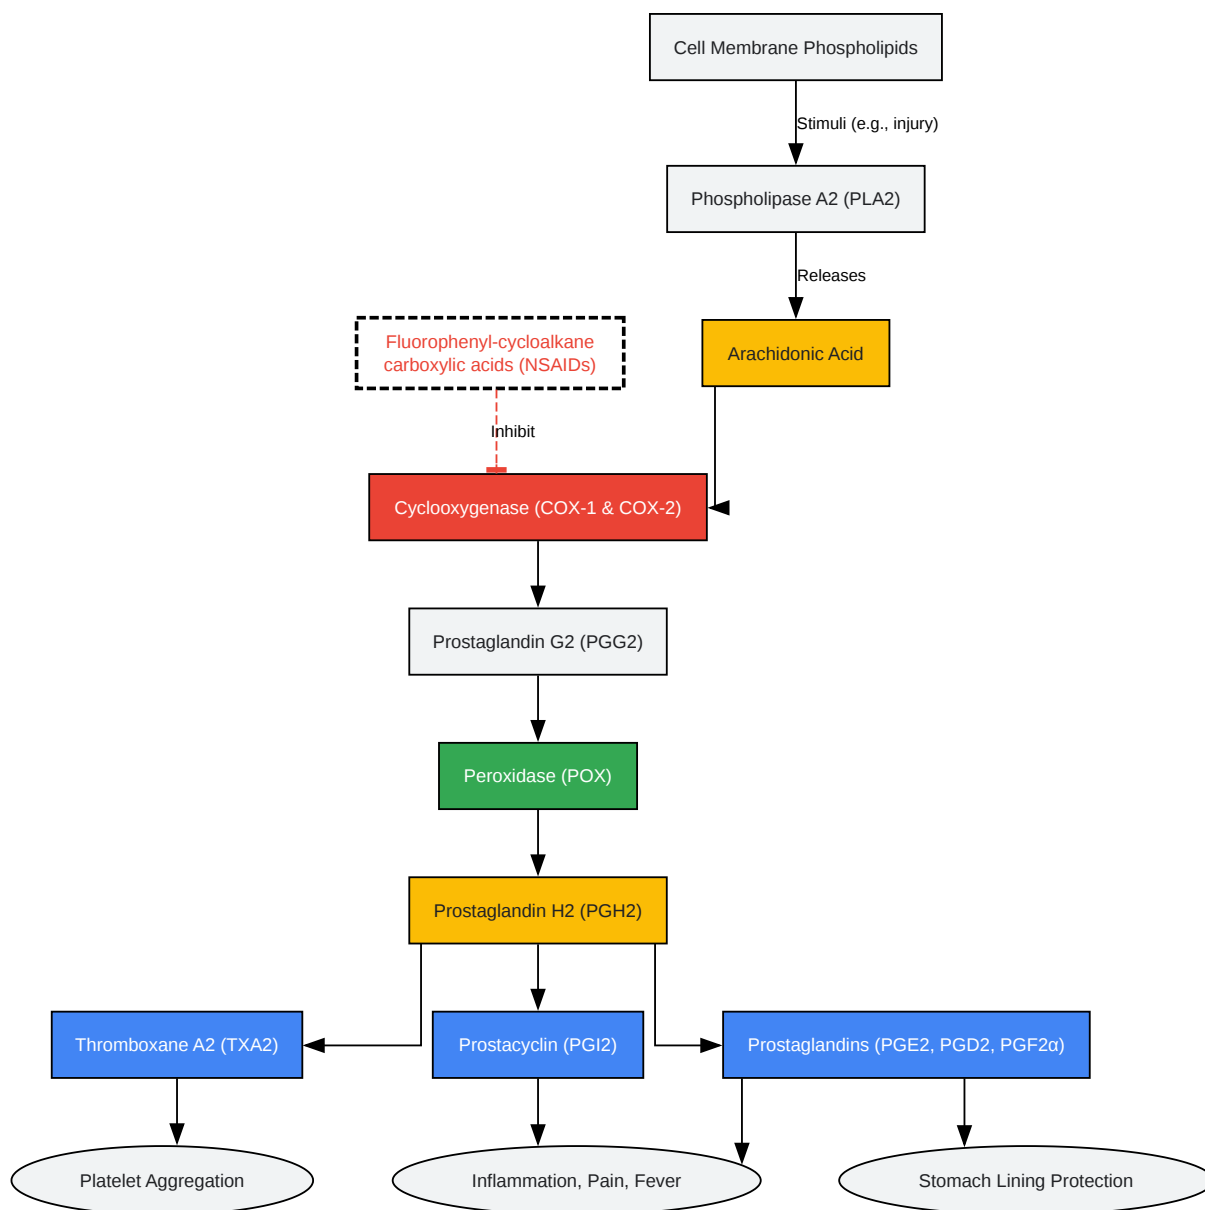 Cell Membrane Phospholipids
Stimuli (e.g., injury)
Phospholipase A2 (PLA2)
Releases
Fluorophenyl-cycloalkane
carboxylic acids (NSAIDs)
Arachidonic Acid
Inhibit
Cyclooxygenase (COX-1 & COX-2)
Prostaglandin G2 (PGG2)
Peroxidase (POX)
Prostaglandin H2 (PGH2)
Thromboxane A2 (TXA2)
Prostacyclin (PGI2)
Prostaglandins (PGE2, PGD2, PGF2α)
Platelet Aggregation
Inflammation, Pain, Fever
Stomach Lining Protection